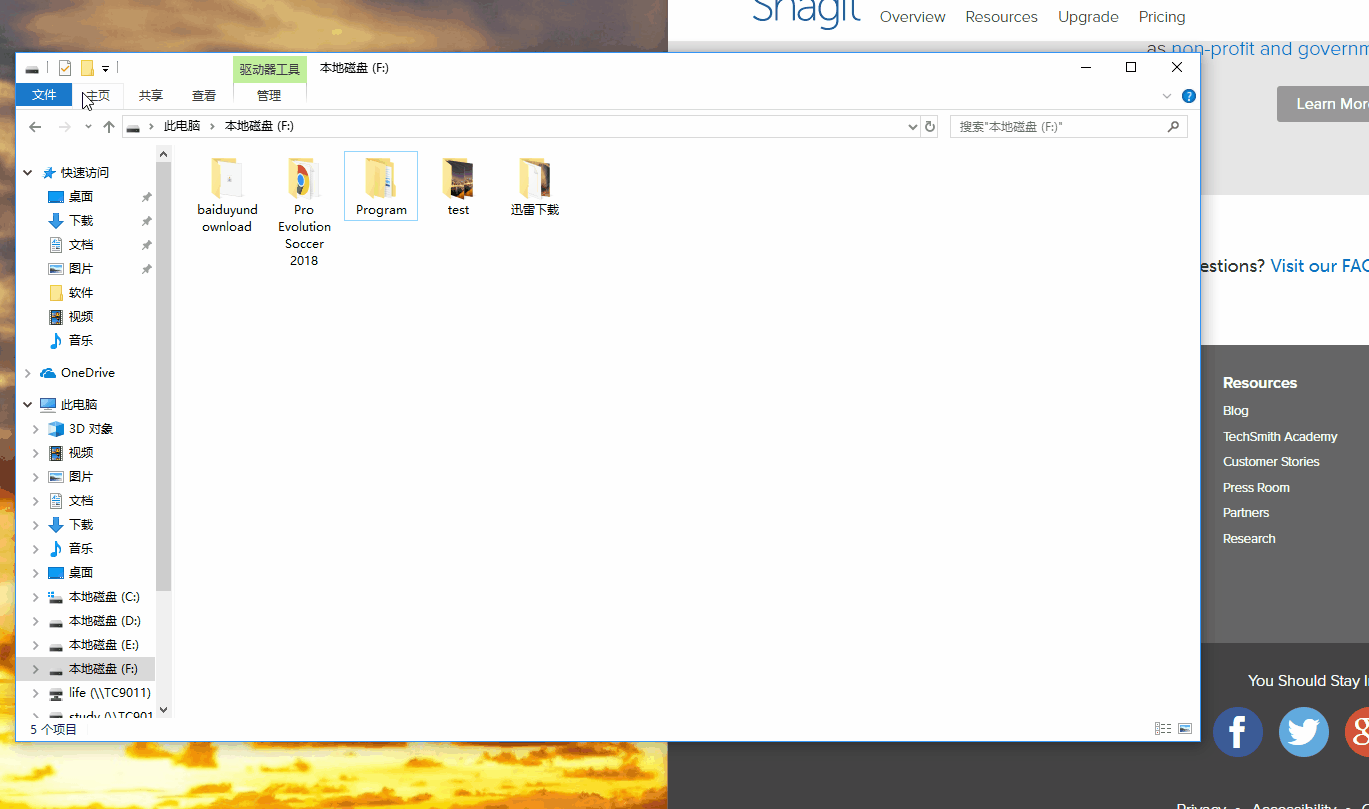 Snagit
Overview Resources Upgrade Pricing
as non-profit and governm
Learn More
estions? Visit our FAQ
Resources
Blog
TechSmith Academy
Customer Stories
Press Room
Partners
Research
You Should Stay I
驱动器工具 本地磁盘 (F:)
文件 主页 共享 查看 管理
此电脑 本地磁盘 (F:)
搜索"本地磁盘 (F:)"
快速访问
桌面
下载
文档
图片
软件
视频
音乐
OneDrive
此电脑
3D 对象
视频
图片
文档
下载
音乐
桌面
本地磁盘 (C:)
本地磁盘 (D:)
本地磁盘 (E:)
本地磁盘 (F:)
life (\\TC9011)
study (\\TC901
baiduyund
ownload
Pro
Evolution
Soccer
2018
Program
test
迅雷下载
5 个项目
Privacy • Accessibility •